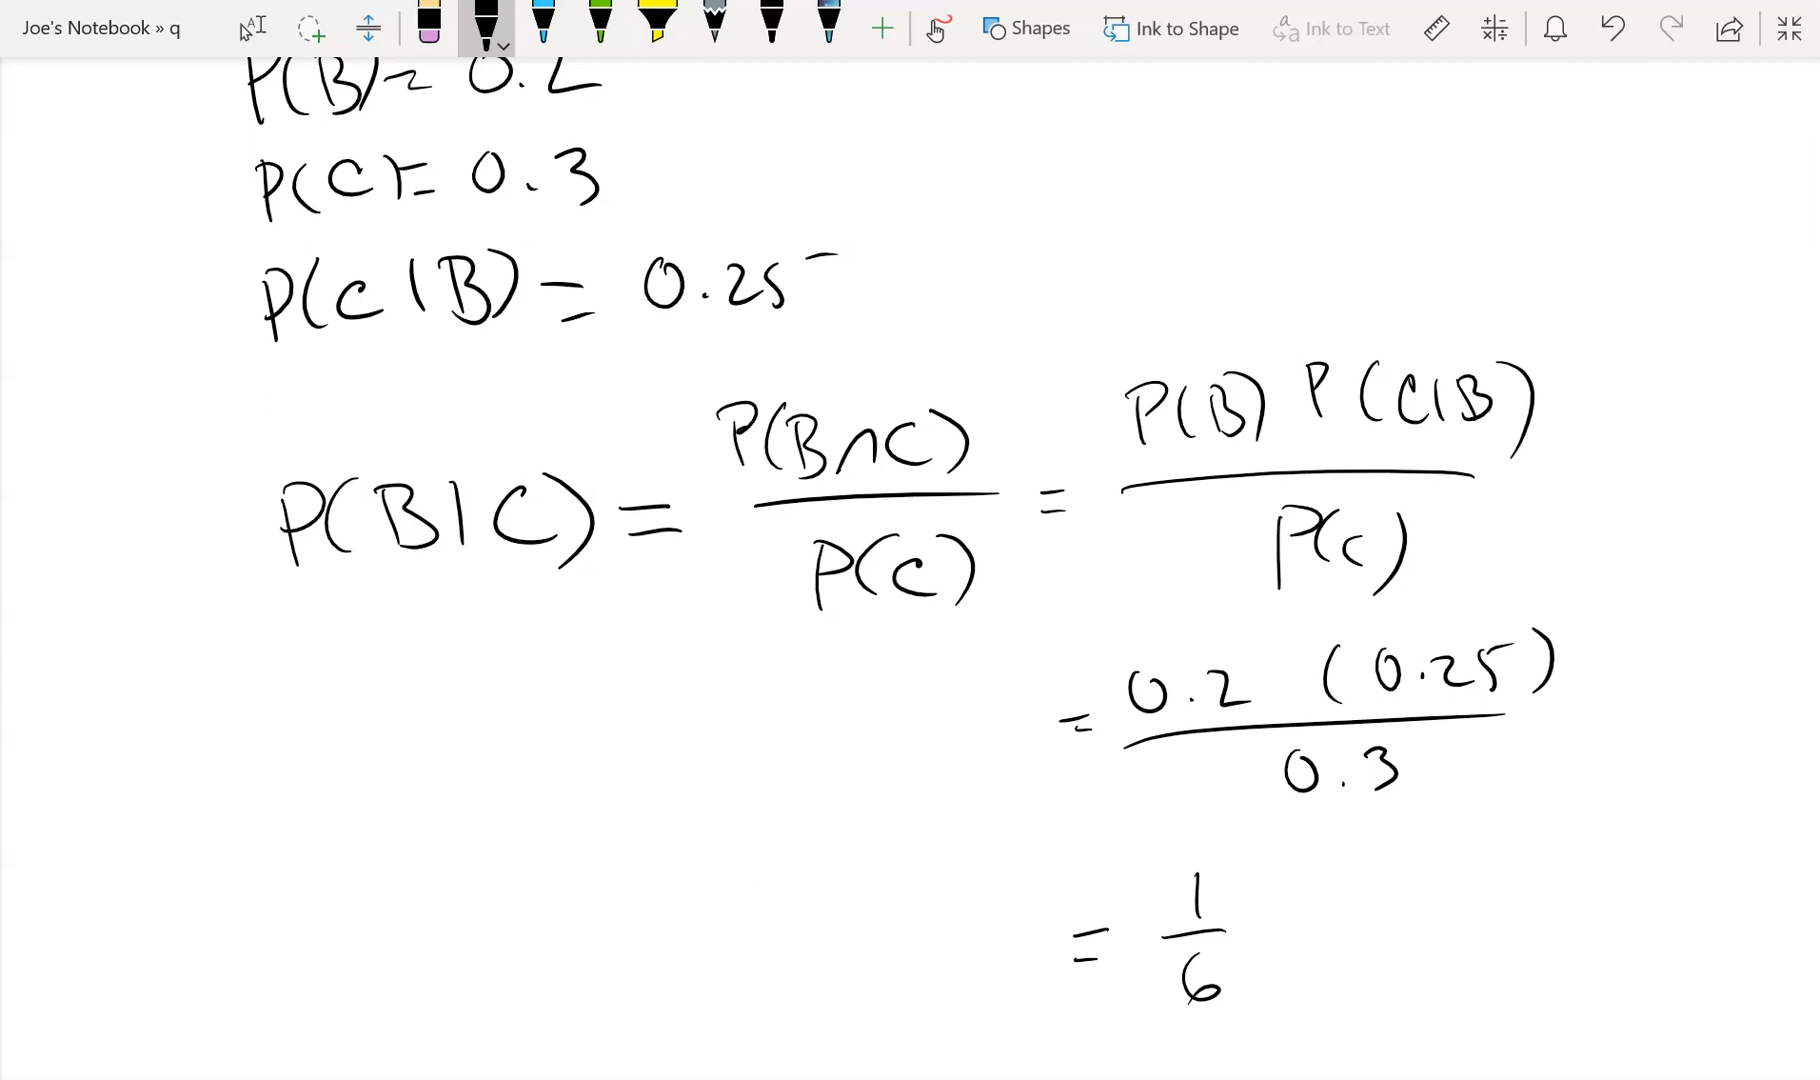 Joe's Notebook » q
Shapes
Ink to Shape
Ink to Text
P(B) = 0.2
P(C) = 0.3
P(C|B) = 0.25
P(B|C) = P(B∩C) / P(C) = P(B) P(C|B) / P(C)
= 0.2 (0.25) / 0.3
= 1/6